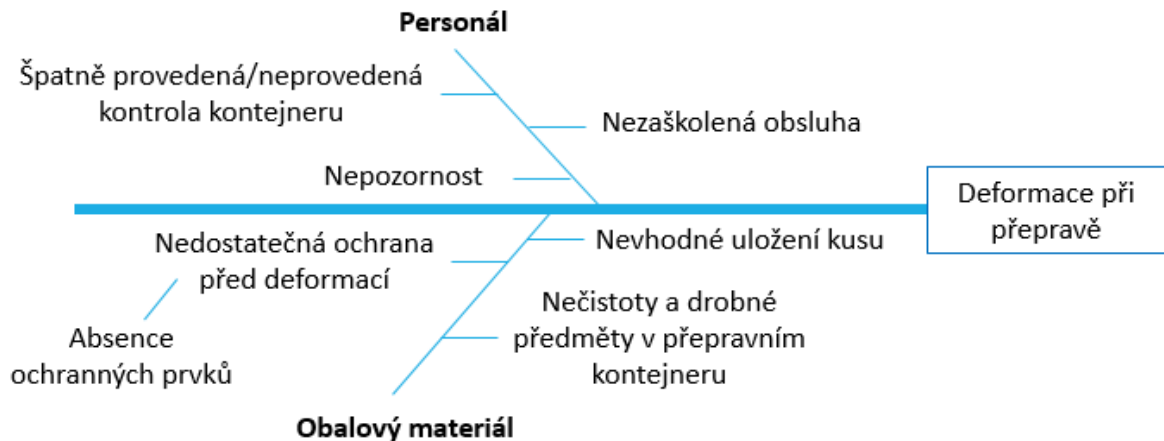 Personál
Špatně provedená/neprovedená
kontrola kontejneru
Nezaškolená obsluha
Nepozornost
Deformace při
přepravě
Nedostatečná ochrana
před deformací
Nevhodné uložení kusu
Absence
ochranných prvků
Nečistoty a drobné
předměty v přepravním
kontejneru
Obalový materiál